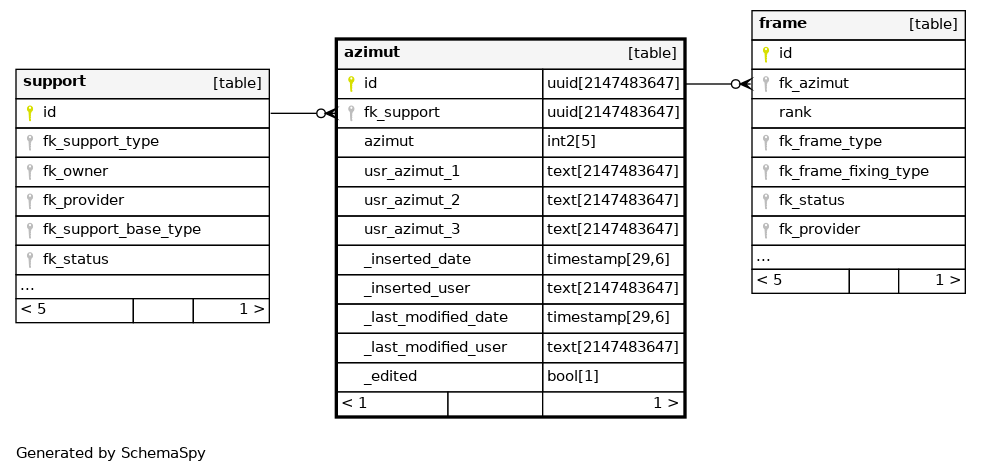 support [table]
id
fk_support_type
fk_owner
fk_provider
fk_support_base_type
fk_status
...
< 5 1 >
azimut [table]
id uuid[2147483647]
fk_support uuid[2147483647]
azimut int2[5]
usr_azimut_1 text[2147483647]
usr_azimut_2 text[2147483647]
usr_azimut_3 text[2147483647]
_inserted_date timestamp[29,6]
_inserted_user text[2147483647]
_last_modified_date timestamp[29,6]
_last_modified_user text[2147483647]
_edited bool[1]
< 1 1 >
frame [table]
id
fk_azimut
rank
fk_frame_type
fk_frame_fixing_type
fk_status
fk_provider
...
< 5 1 >
Generated by SchemaSpy